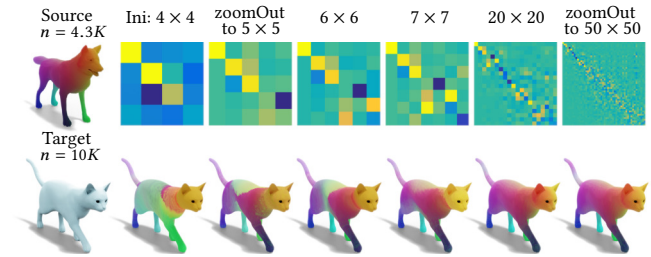 Source
n = 4.3K
Ini: 4 × 4
zoomOut
to 5 × 5
6 × 6
7 × 7
20 × 20
zoomOut
to 50 × 50
Target
n = 10K